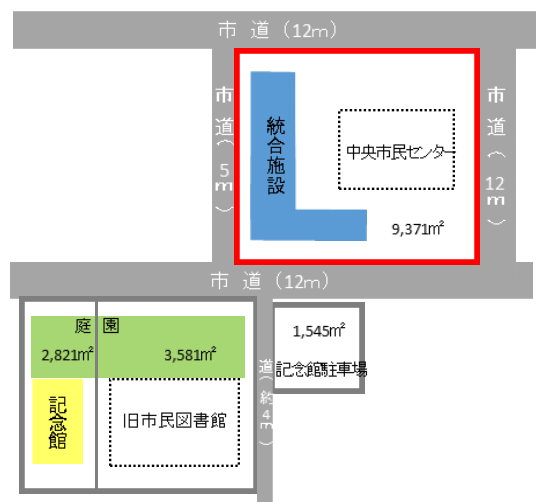 市 道（12m）
市道（5m）
統合施設
中央市民センター
9,371㎡
市道（12m）
市 道（12m）
庭 園
2,821㎡
3,581㎡
記念館
旧市民図書館
道（約4m）
1,545㎡
記念館駐車場